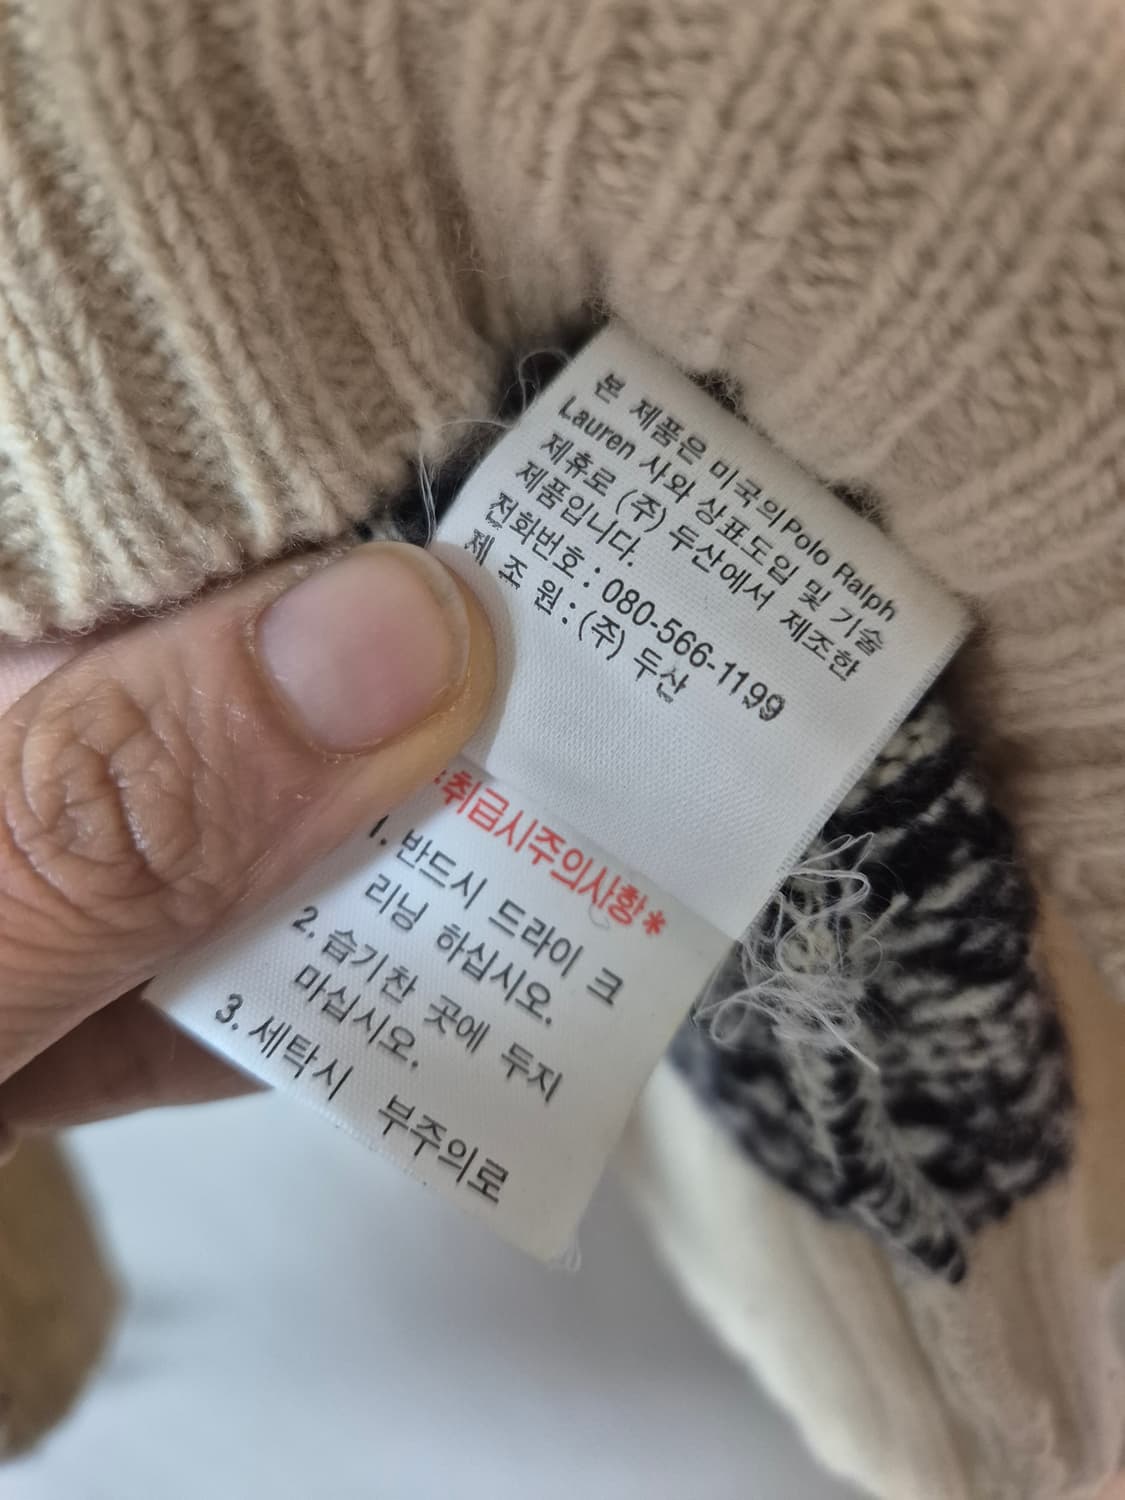 본 제품은 미국의Polo Ralph
Lauren 사와 상표도입 및 기술
제휴로 (주) 두산에서 제조한
제품입니다.
전화번호 : 080-566-1199
제 조 원 : (주) 두산
*취급시주의사항*
1. 반드시 드라이 크
리닝 하십시오.
2. 습기찬 곳에 두지
마십시오.
3. 세탁시 부주의로